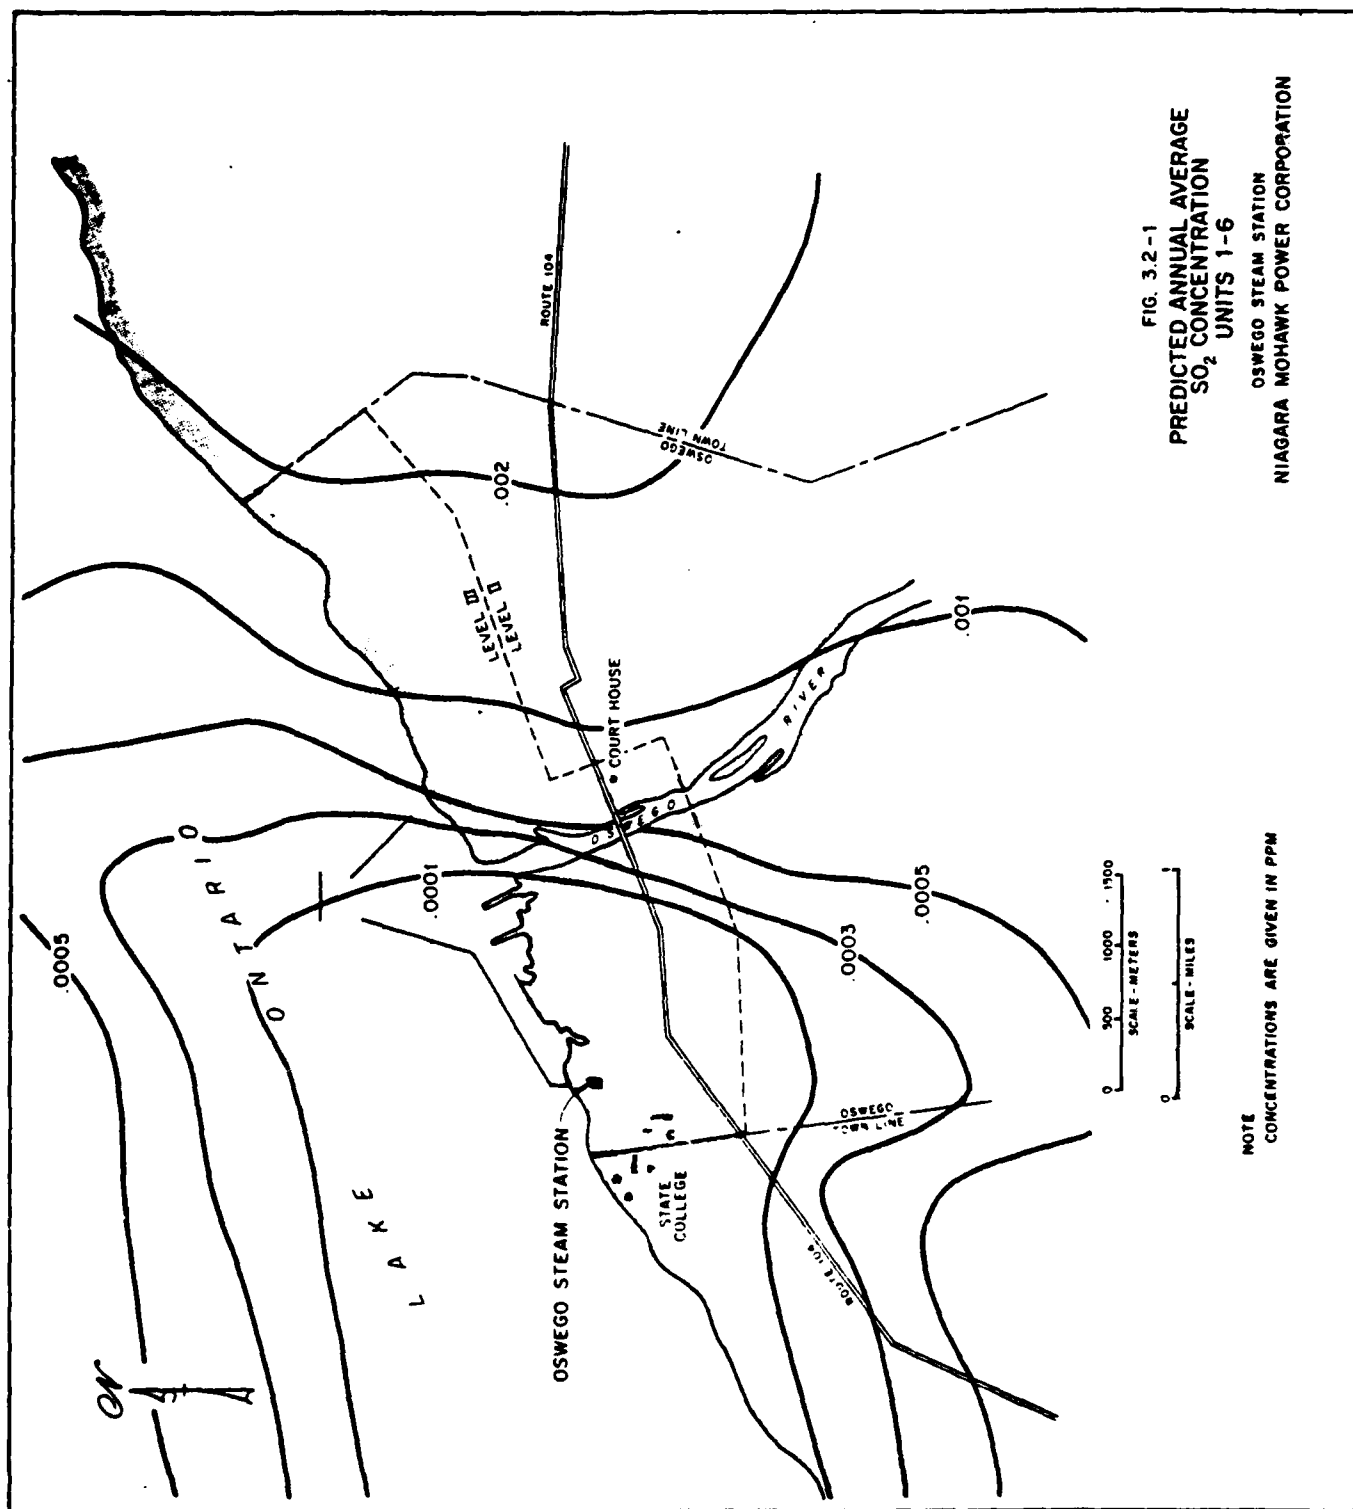 .0005
LAKE ONTARIO
.0001
.002
LEVEL III
LEVEL II
ROUTE 104
OSWEGO
TOWN LINE
COURT HOUSE
OSWEGO RIVER
.001
OSWEGO STEAM STATION
STATE
COLLEGE
OSWEGO
TOWN LINE
ROUTE 104
.0003
.0005
0 500 1000 1500
SCALE-METERS
0 1
SCALE-MILES
NOTE
CONCENTRATIONS ARE GIVEN IN PPM
FIG. 3.2-1
PREDICTED ANNUAL AVERAGE
SO₂ CONCENTRATION
UNITS 1-6
OSWEGO STEAM STATION
NIAGARA MOHAWK POWER CORPORATION